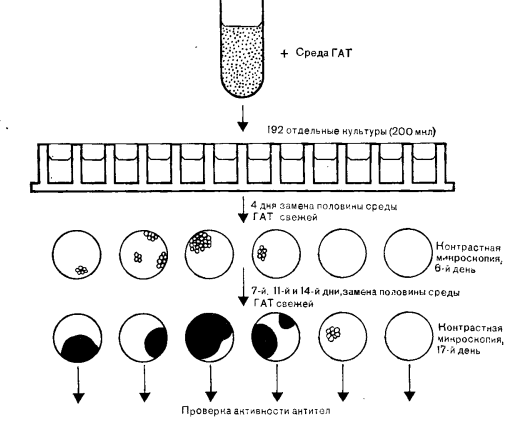 + Среда ГАТ
192 отдельные культуры (200 мкл)
4 дня замена половины среды
ГАТ свежей
Контрастная
микроскопия,
6-й день
7-й, 11-й и 14-й дни, замена половины среды
ГАТ свежей
Контрастная
микроскопия,
17-й день
Проверка активности антител